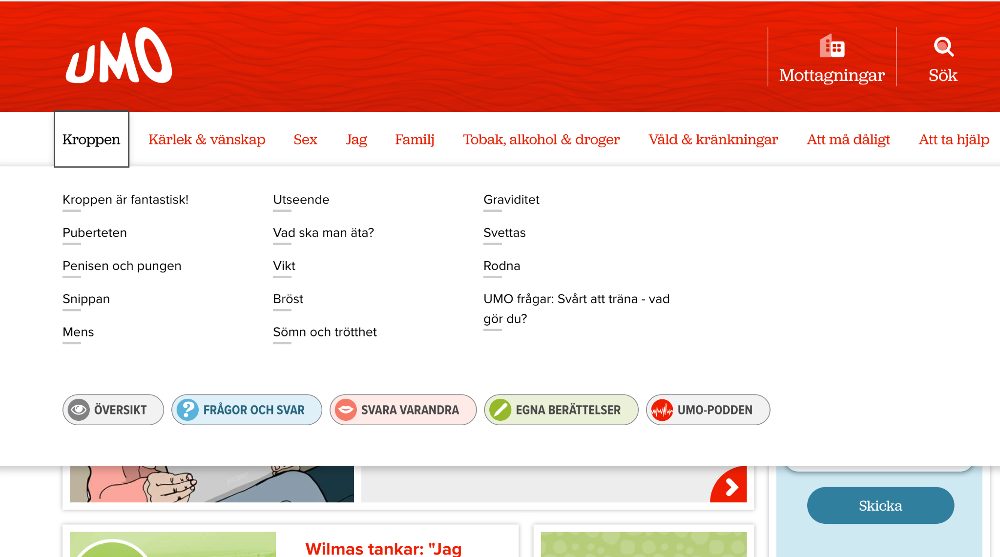 UMO
Mottagningar
Sök
Kroppen
Kärlek & vänskap
Sex
Jag
Familj
Tobak, alkohol & droger
Våld & kränkningar
Att må dåligt
Att ta hjälp
Kroppen är fantastisk!
Puberteten
Penisen och pungen
Snippan
Mens
Utseende
Vad ska man äta?
Vikt
Bröst
Sömn och trötthet
Graviditet
Svettas
Rodna
UMO frågar: Svårt att träna - vad
gör du?
ÖVERSIKT
FRÅGOR OCH SVAR
SVARA VARANDRA
EGNA BERÄTTELSER
UMO-PODDEN
Skicka
Wilmas tankar: "Jag